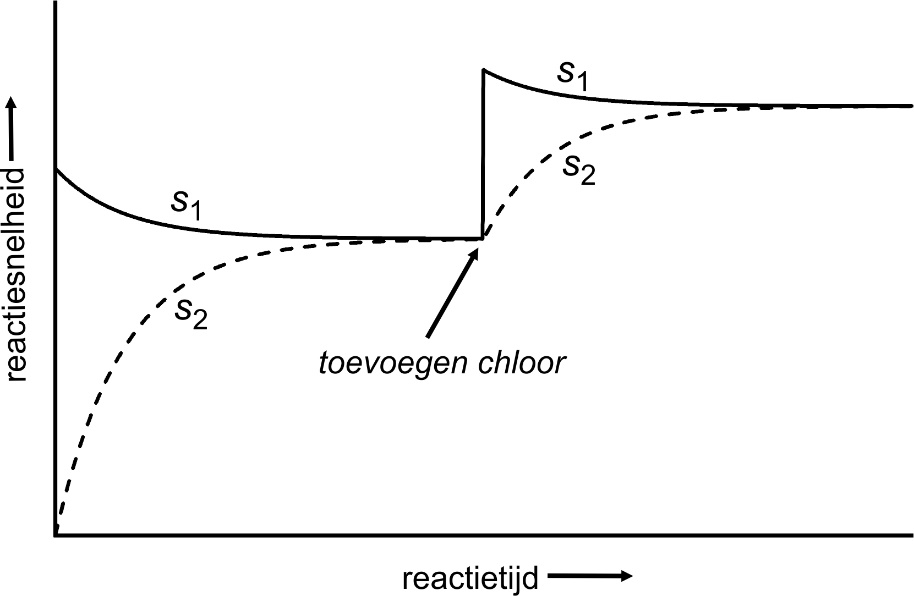 s1
s1
s2
s2
toevoegen chloor
reactiesnelheid
reactietijd